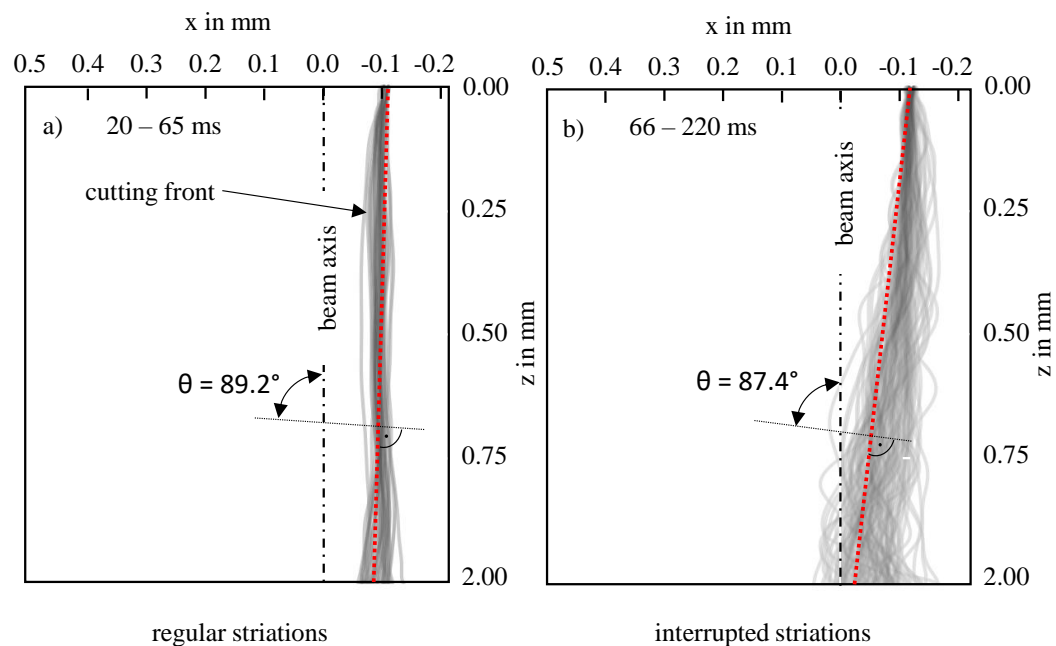 x in mm
0.5 0.4 0.3 0.2 0.1 0.0 -0.1 -0.2
a) 20 – 65 ms
cutting front
beam axis
θ = 89.2°
0.00
0.25
0.50
0.75
2.00
z in mm
regular striations
x in mm
0.5 0.4 0.3 0.2 0.1 0.0 -0.1 -0.2
b) 66 – 220 ms
beam axis
θ = 87.4°
0.00
0.25
0.50
0.75
2.00
z in mm
interrupted striations